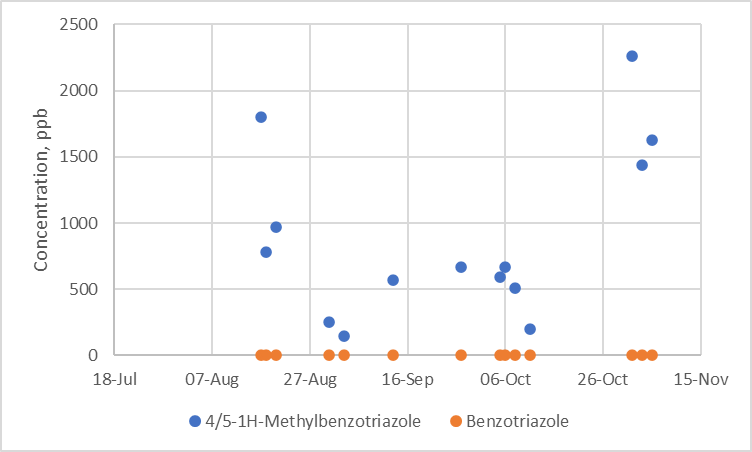 2500
2000
1500
1000
500
0
Concentration, ppb
18-Jul 07-Aug 27-Aug 16-Sep 06-Oct 26-Oct 15-Nov
4/5-1H-Methylbenzotriazole Benzotriazole